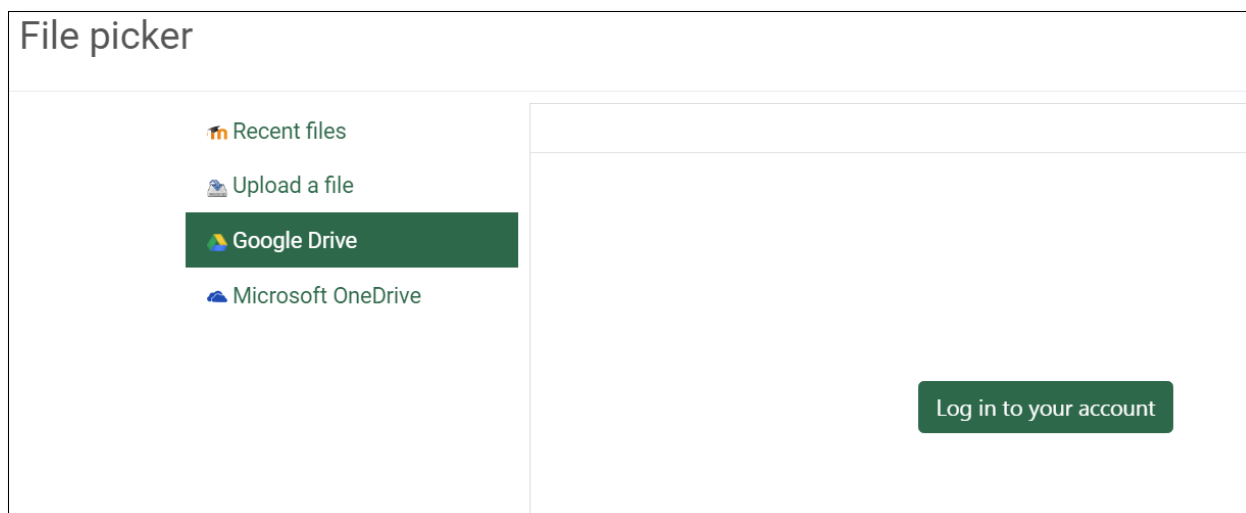 File picker
Recent files
Upload a file
Google Drive
Microsoft OneDrive
Log in to your account